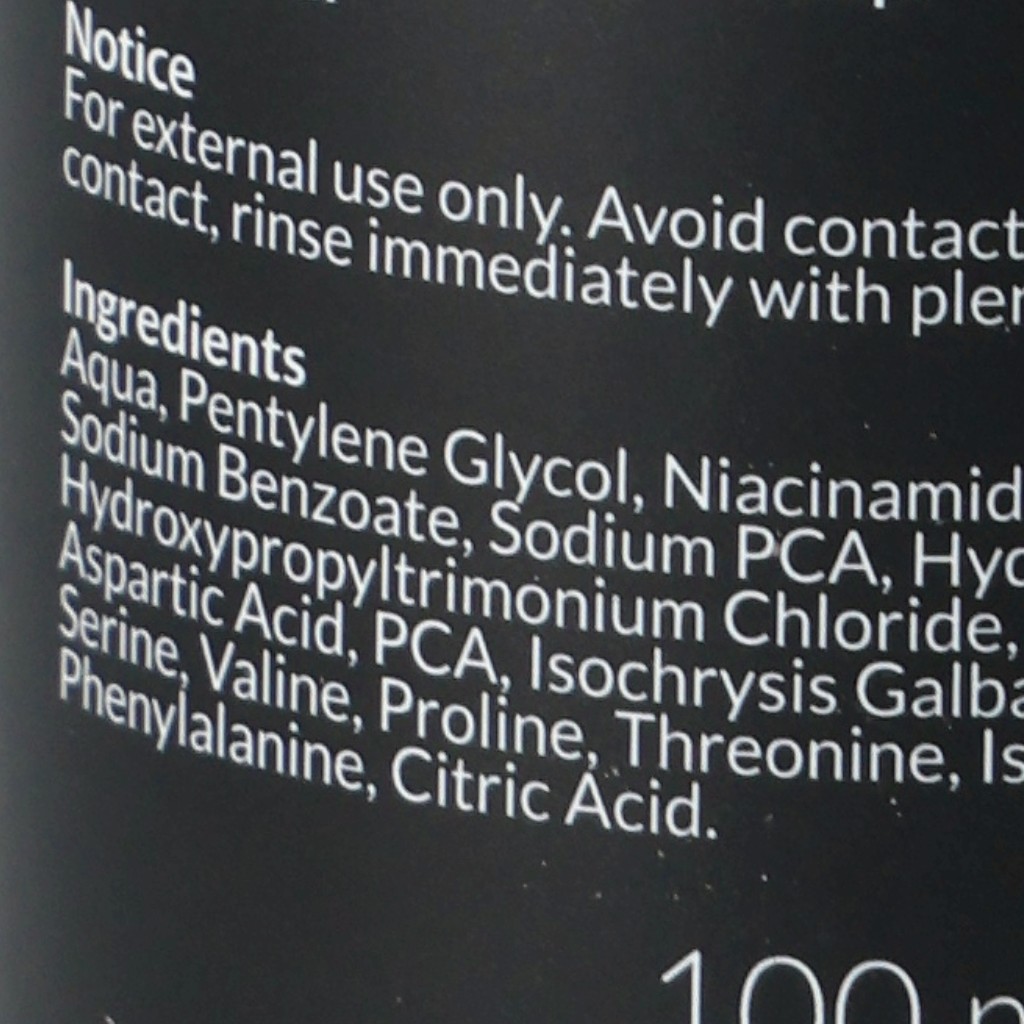 Notice
For external use only. Avoid contact
contact, rinse immediately with
Ingredients
Aqua, Pentylene Glycol, Niacinamid
Sodium Benzoate, Sodium PCA, Hyd
Hydroxypropyltrimonium Chloride,
Aspartic Acid, PCA, Isochrysis Galba
Serine, Valine, Proline, Threonine, Is
Phenylalanine, Citric Acid.
100